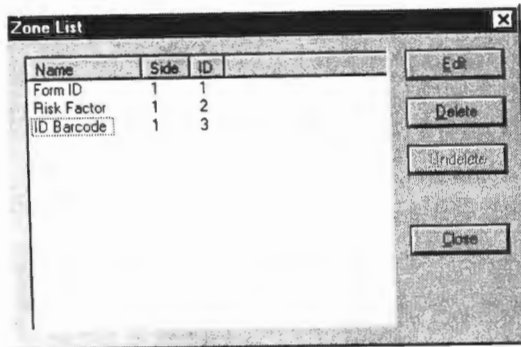 Zone List
Name Side ID
Form ID 1 1
Risk Factor 1 2
ID Barcode 1 3
Edit
Delete
Undelete
Close